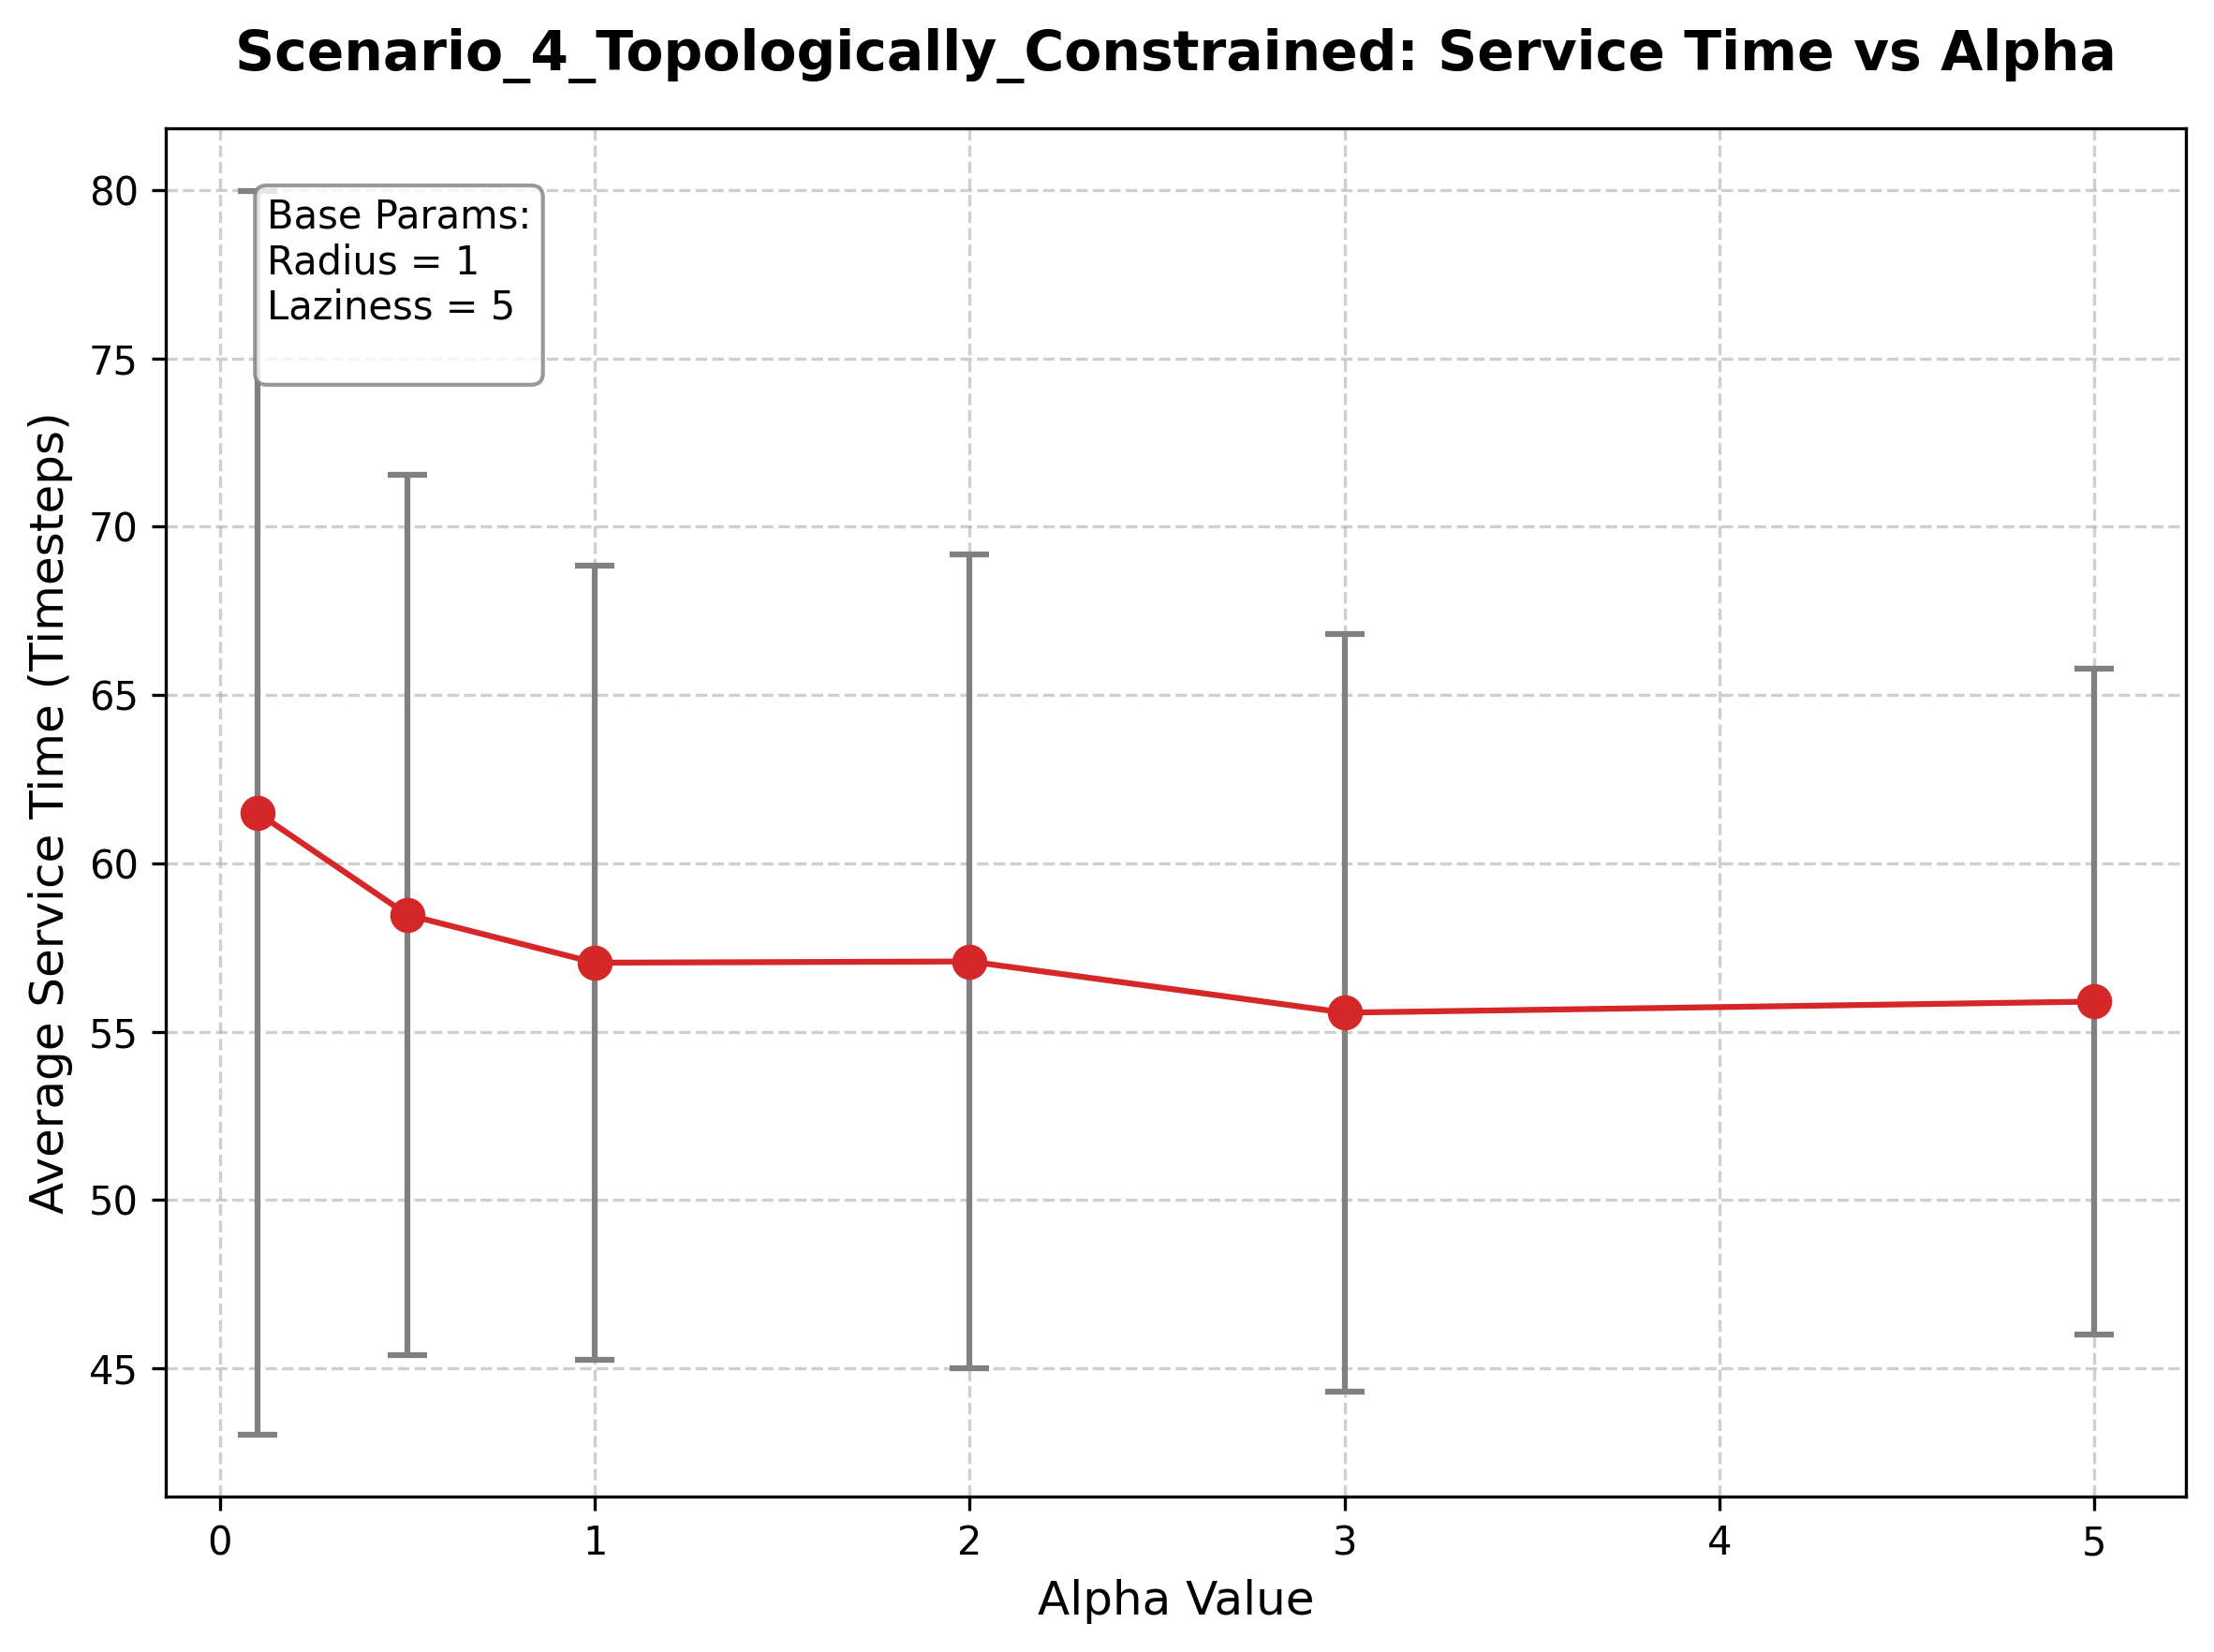 Scenario_4_Topologically_Constrained: Service Time vs Alpha
Base Params:
Radius = 1
Laziness = 5
Average Service Time (Timesteps)
80
75
70
65
60
55
50
45
0 1 2 3 4 5
Alpha Value